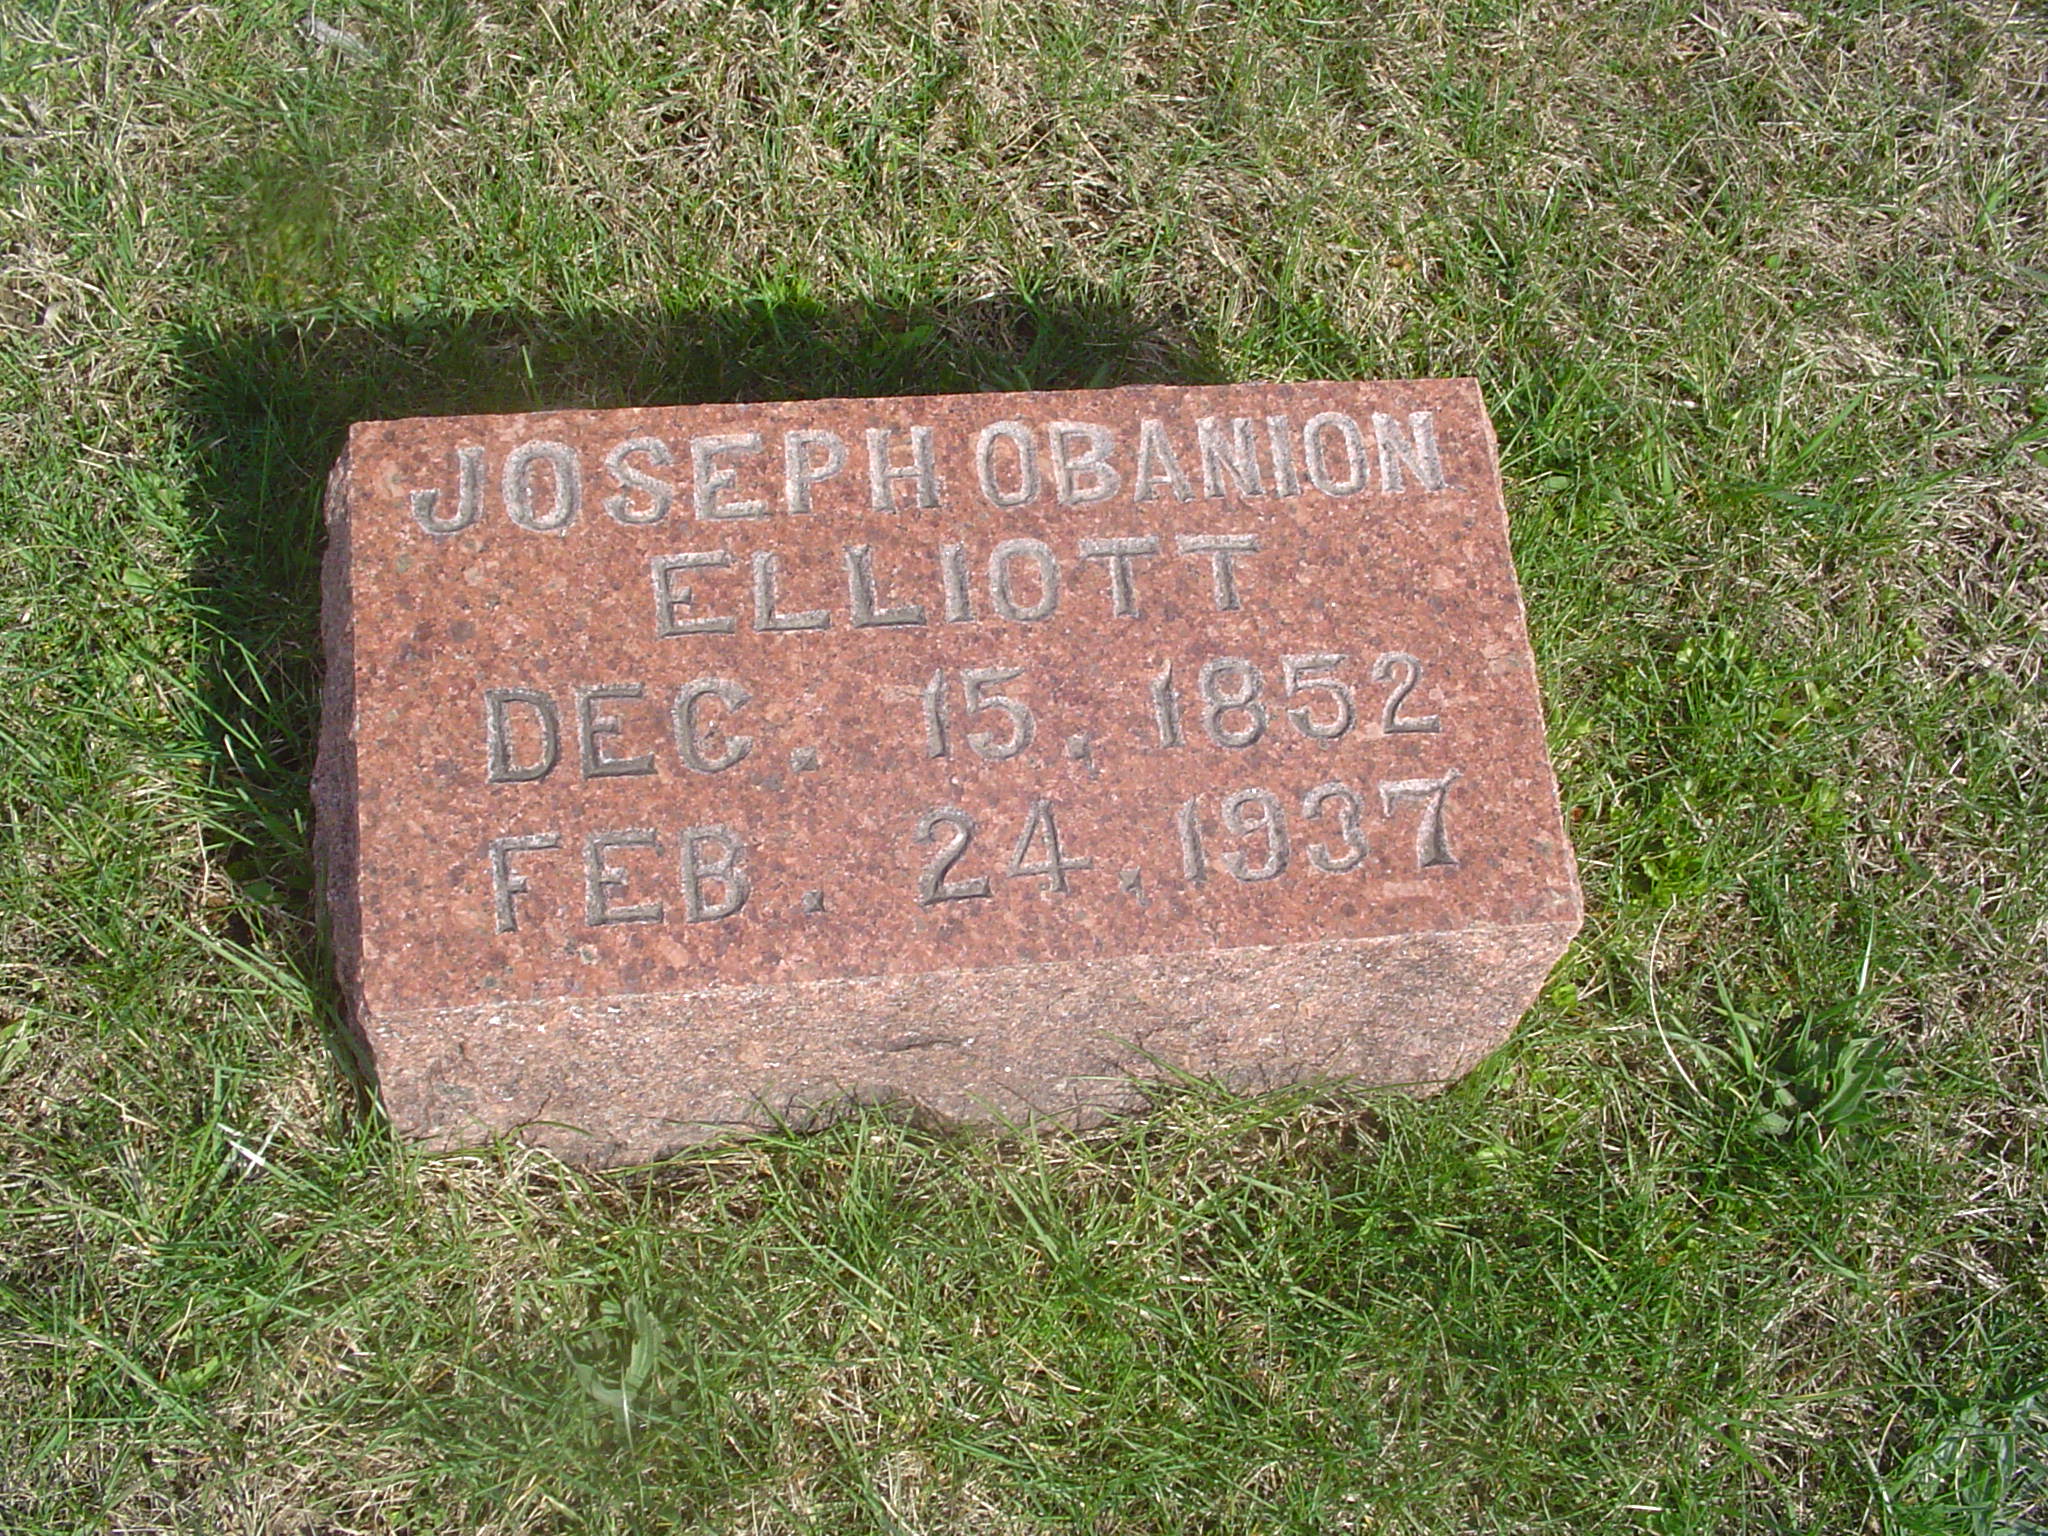 JOSEPH OBANION
ELLIOTT
DEC. 15, 1852
FEB. 24, 1937